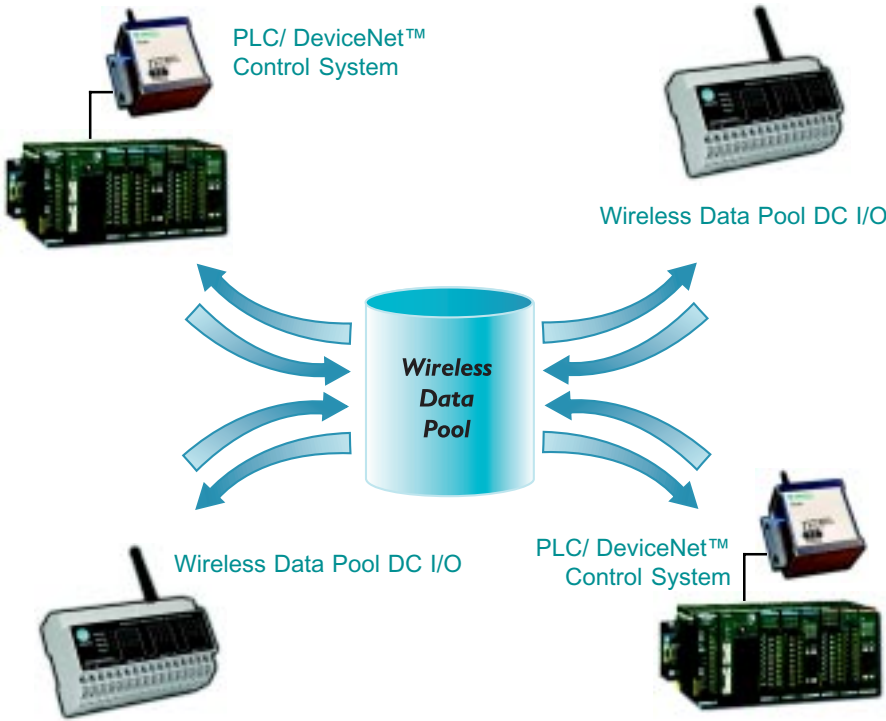 PLC/ DeviceNet™
Control System
Wireless Data Pool DC I/O
Wireless
Data
Pool
Wireless Data Pool DC I/O
PLC/ DeviceNet™
Control System